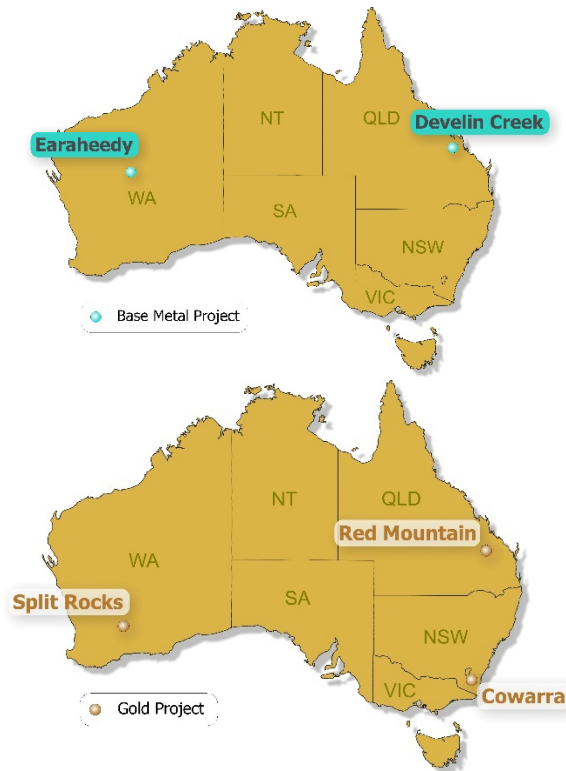 NT
QLD
Develin Creek
Earaheedy
WA
SA
NSW
VIC
Base Metal Project
NT
QLD
Red Mountain
WA
Split Rocks
SA
NSW
VIC
Cowarra
Gold Project